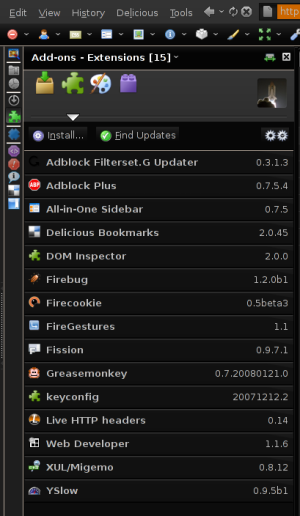 Edit View History Delicious Tools
http
Add-ons - Extensions [15]
Install... Find Updates
Adblock Filterset.G Updater 0.3.1.3
ABP Adblock Plus 0.7.5.4
All-in-One Sidebar 0.7.5
Delicious Bookmarks 2.0.45
DOM Inspector 2.0.0
Firebug 1.2.0b1
Firecookie 0.5beta3
FireGestures 1.1
Fission 0.9.7.1
Greasemonkey 0.7.20080121.0
keyconfig 20071212.2
Live HTTP headers 0.14
Web Developer 1.1.6
XUL/Migemo 0.8.12
YSlow 0.9.5b1